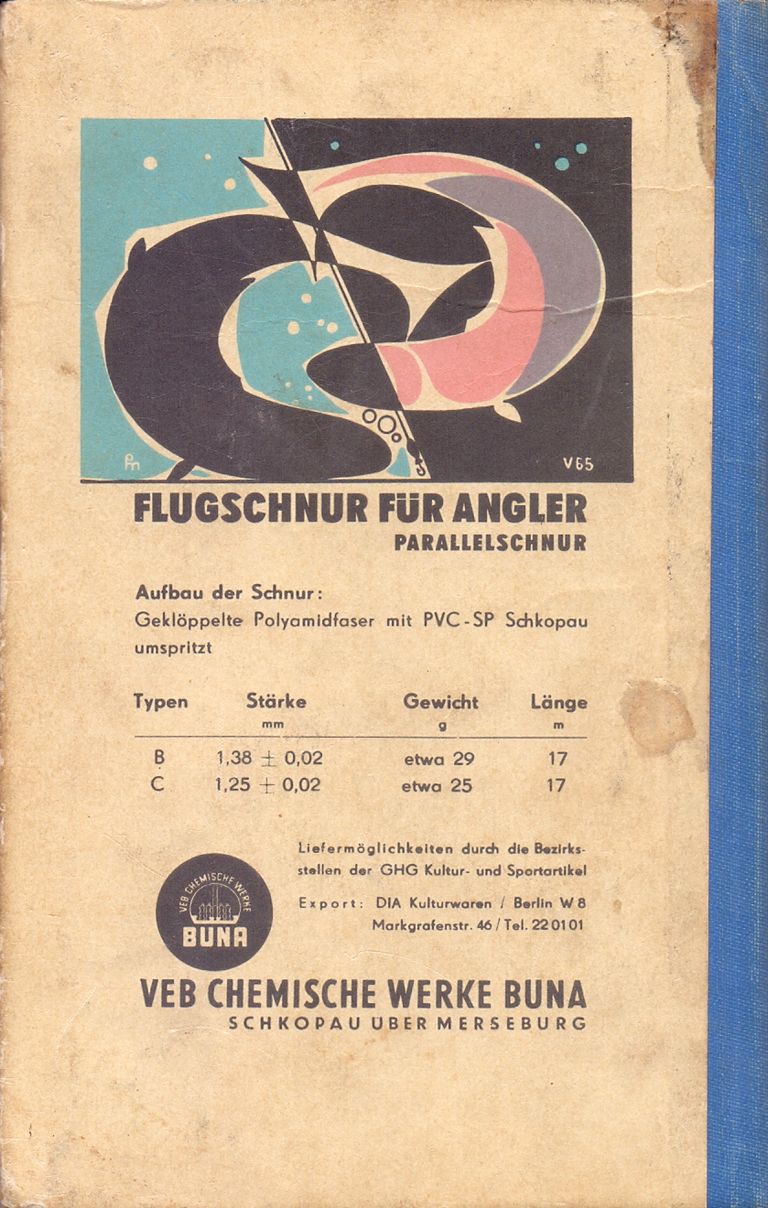 Pn
V65
FLUGSCHNUR FÜR ANGLER
PARALLELSCHNUR
Aufbau der Schnur:
Geklöppelte Polyamidfaser mit PVC-SP Schkopau
umspritzt
Typen Stärke Gewicht Länge
mm g m
B 1,38 ± 0,02 etwa 29 17
C 1,25 ± 0,02 etwa 25 17
Liefermöglichkeiten durch die Bezirks-
stellen der GHG Kultur- und Sportartikel
Export: DIA Kulturwaren / Berlin W 8
Markgrafenstr. 46 / Tel. 22 01 01
VEB CHEMISCHE WERKE
BUNA
VEB CHEMISCHE WERKE BUNA
SCHKOPAU ÜBER MERSEBURG